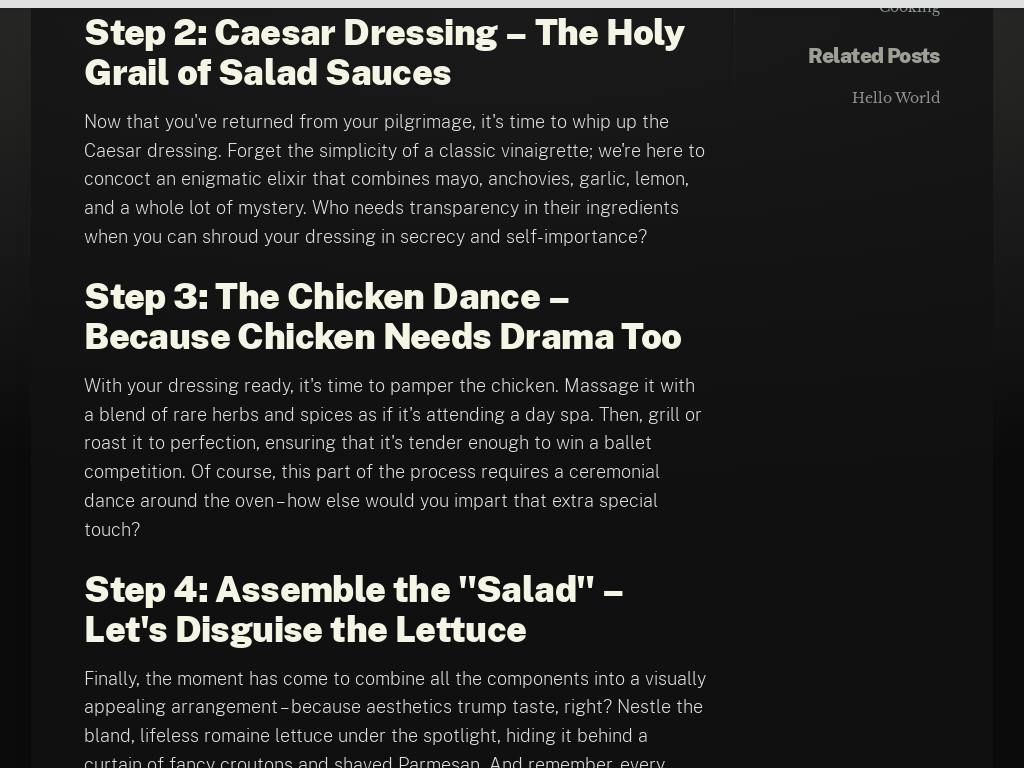 Step 2: Caesar Dressing – The Holy
Grail of Salad Sauces
Now that you've returned from your pilgrimage, it's time to whip up the
Caesar dressing. Forget the simplicity of a classic vinaigrette; we're here to
concoct an enigmatic elixir that combines mayo, anchovies, garlic, lemon,
and a whole lot of mystery. Who needs transparency in their ingredients
when you can shroud your dressing in secrecy and self-importance?
Step 3: The Chicken Dance –
Because Chicken Needs Drama Too
With your dressing ready, it's time to pamper the chicken. Massage it with
a blend of rare herbs and spices as if it's attending a day spa. Then, grill or
roast it to perfection, ensuring that it's tender enough to win a ballet
competition. Of course, this part of the process requires a ceremonial
dance around the oven–how else would you impart that extra special
touch?
Step 4: Assemble the "Salad" –
Let's Disguise the Lettuce
Finally, the moment has come to combine all the components into a visually
appealing arrangement–because aesthetics trump taste, right? Nestle the
bland, lifeless romaine lettuce under the spotlight, hiding it behind a
curtain of fancy croutons and shaved Parmesan. And remember, every
Cooking
Related Posts
Hello World